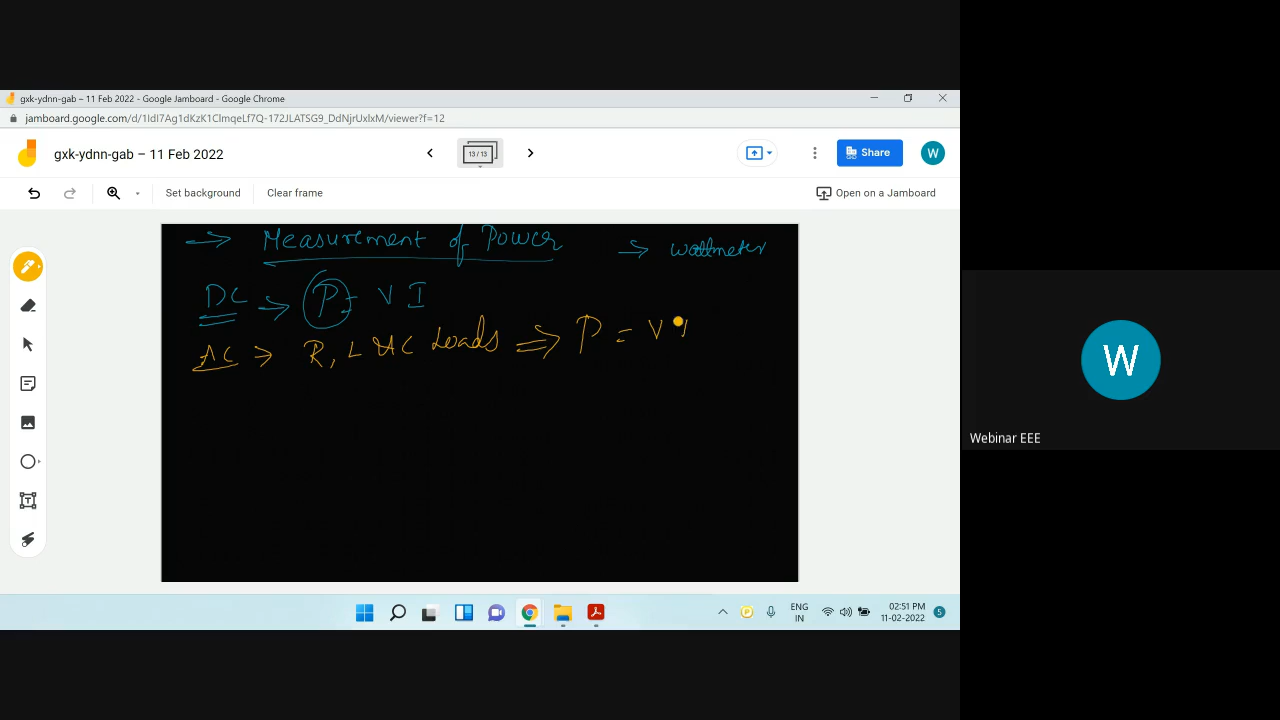 gxk-ydnn-gab – 11 Feb 2022 - Google Jamboard - Google Chrome
jamboard.google.com/d/1IdI7Ag1dKzK1ClmqeLf7Q-172JLATSG9_DdNjrUxlxM/viewer?f=12
gxk-ydnn-gab – 11 Feb 2022
13 / 13
Share
W
Set background
Clear frame
Open on a Jamboard
→ Measurement of Power → wattmeter
DC → P = V I
AC → R, L & C Loads ⇒ P = V
W
Webinar EEE
ENG
IN
02:51 PM
11-02-2022
5